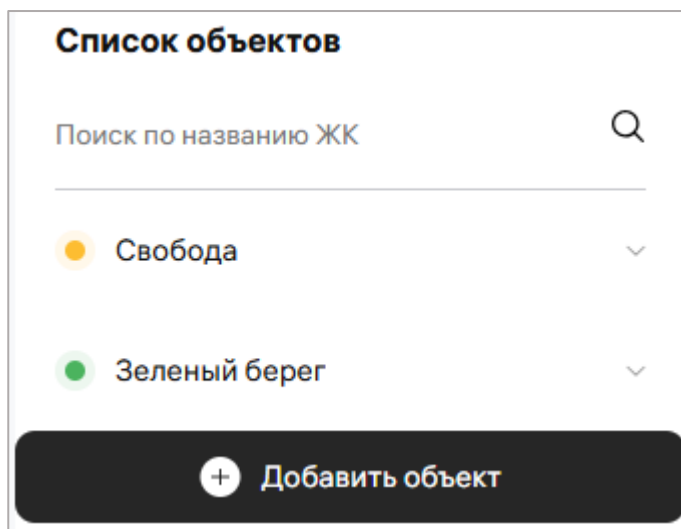 Список объектов
Поиск по названию ЖК
Свобода
Зеленый берег
Добавить объект